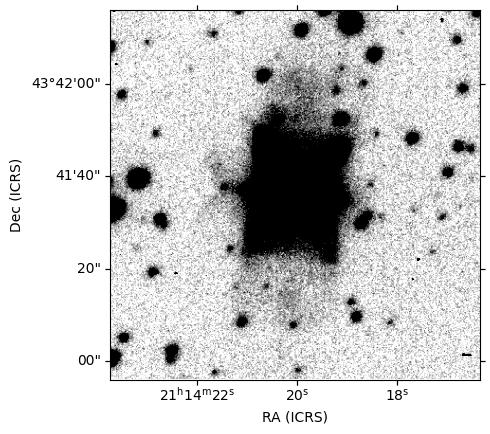 43°42'00"
41'40"
20"
00"
Dec (ICRS)
21h14m22s 20s 18s
RA (ICRS)